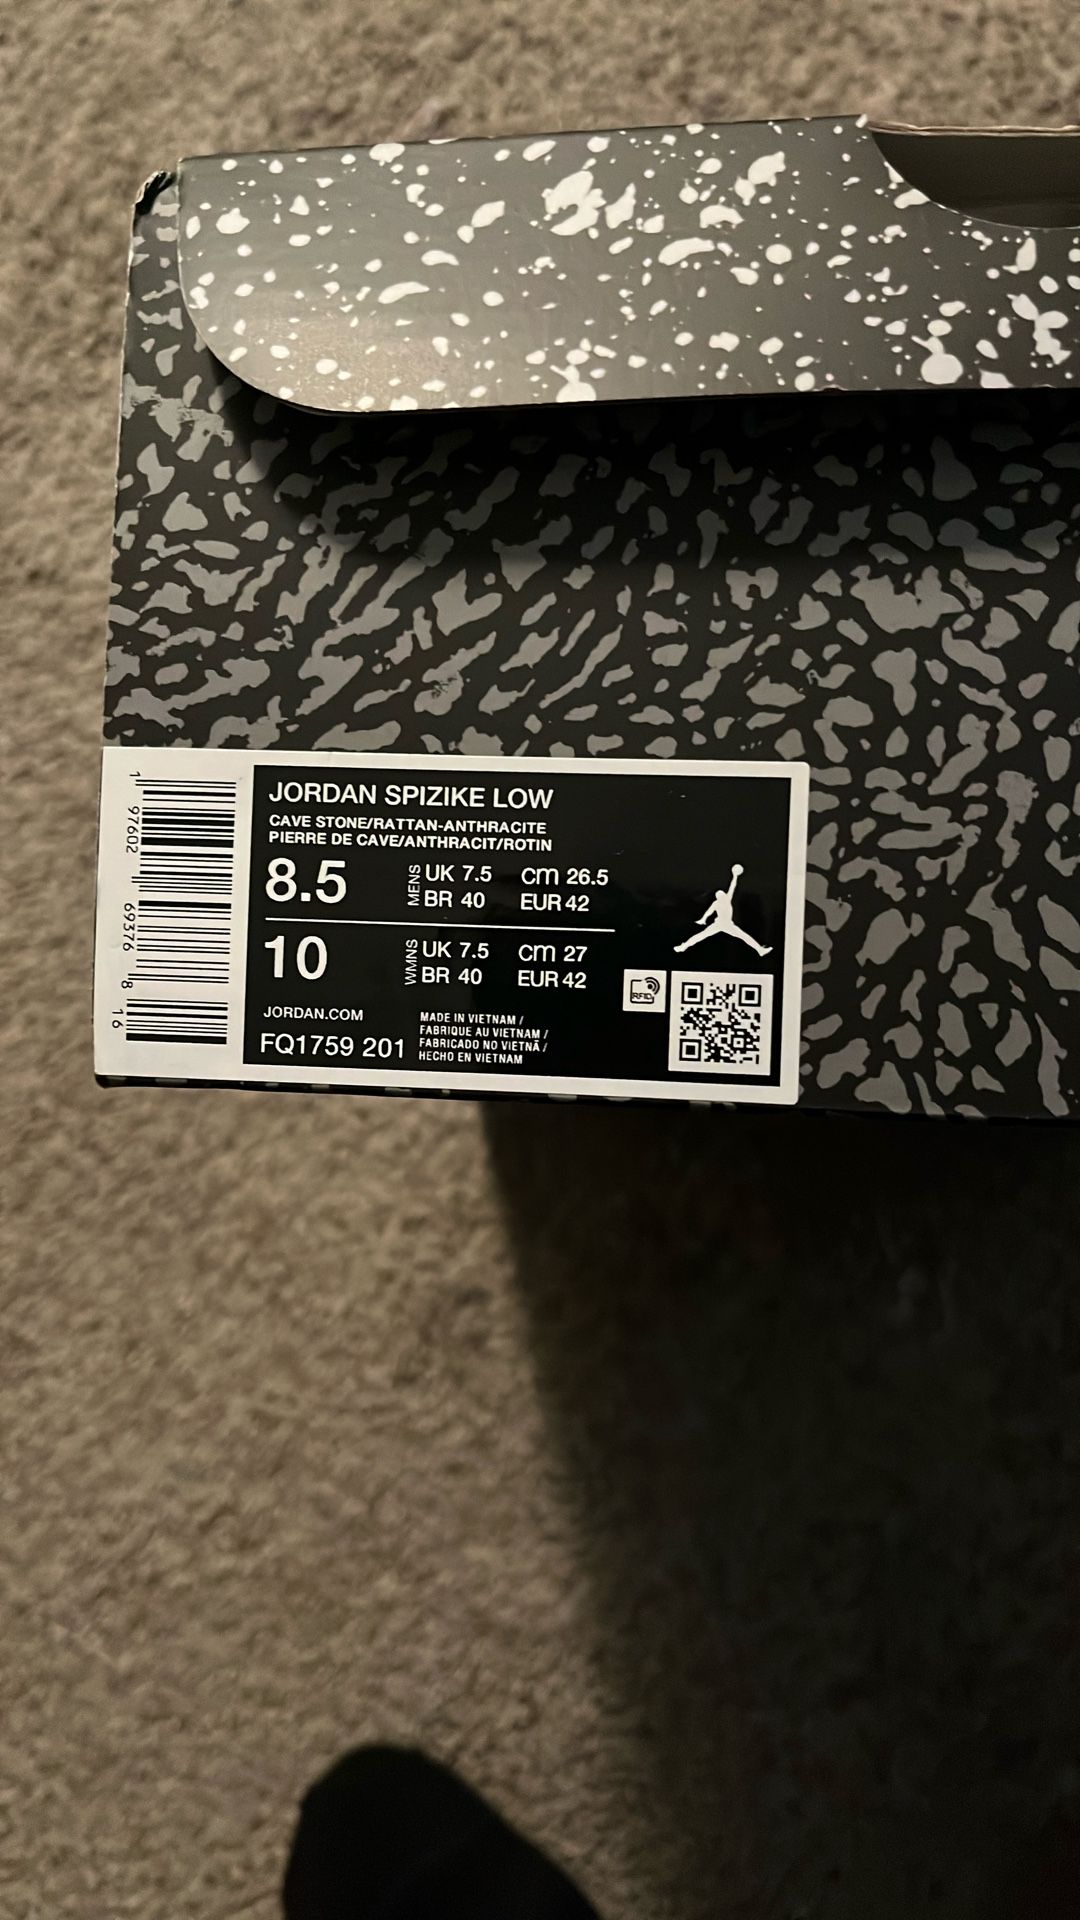 JORDAN SPIZIKE LOW
CAVE STONE/RATTAN-ANTHRACITE
PIERRE DE CAVE/ANTHRACIT/ROTIN
8.5 MENS UK 7.5 cm 26.5
BR 40 EUR 42
10 WMNS UK 7.5 cm 27
BR 40 EUR 42
RFID
JORDAN.COM
FQ1759 201
MADE IN VIETNAM /
FABRIQUE AU VIETNAM /
FABRICADO NO VIETNÃ /
HECHO EN VIETNAM
1 97602 69376 8 16